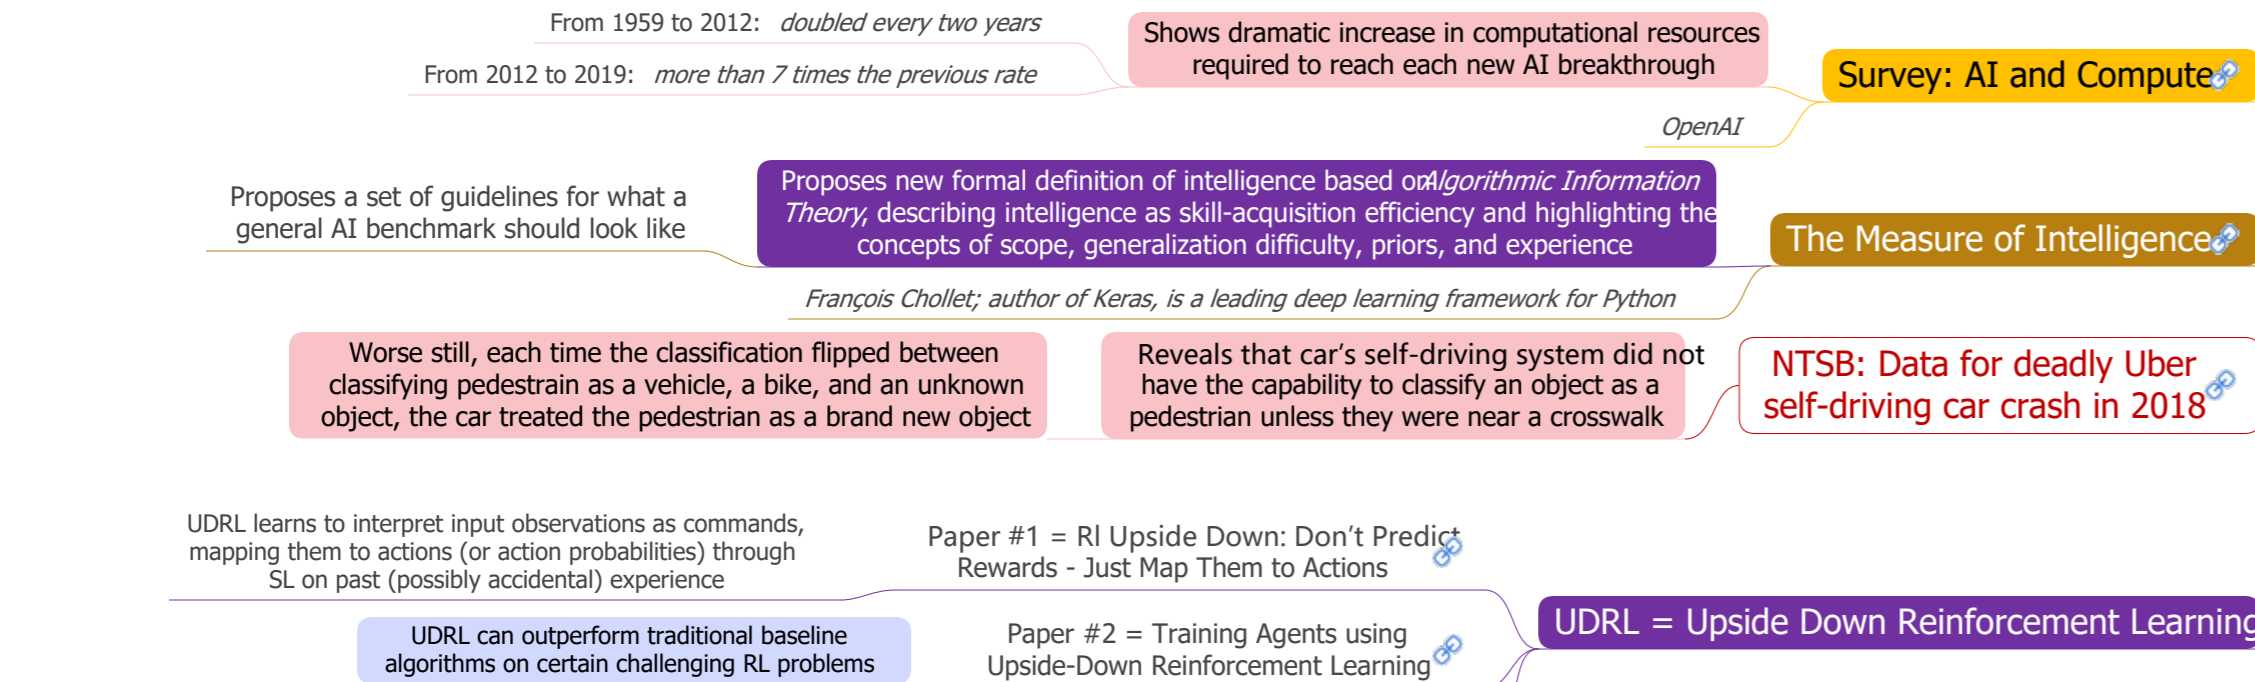 From 1959 to 2012: doubled every two years
From 2012 to 2019: more than 7 times the previous rate
Shows dramatic increase in computational resources
required to reach each new AI breakthrough
Survey: AI and Compute
OpenAI
Proposes a set of guidelines for what a
general AI benchmark should look like
Proposes new formal definition of intelligence based on Algorithmic Information
Theory, describing intelligence as skill-acquisition efficiency and highlighting the
concepts of scope, generalization difficulty, priors, and experience
The Measure of Intelligence
François Chollet; author of Keras, is a leading deep learning framework for Python
Worse still, each time the classification flipped between
classifying pedestrain as a vehicle, a bike, and an unknown
object, the car treated the pedestrian as a brand new object
Reveals that car’s self-driving system did not
have the capability to classify an object as a
pedestrian unless they were near a crosswalk
NTSB: Data for deadly Uber
self-driving car crash in 2018
UDRL learns to interpret input observations as commands,
mapping them to actions (or action probabilities) through
SL on past (possibly accidental) experience
Paper #1 = Rl Upside Down: Don’t Predict
Rewards - Just Map Them to Actions
UDRL = Upside Down Reinforcement Learning
UDRL can outperform traditional baseline
algorithms on certain challenging RL problems
Paper #2 = Training Agents using
Upside-Down Reinforcement Learning